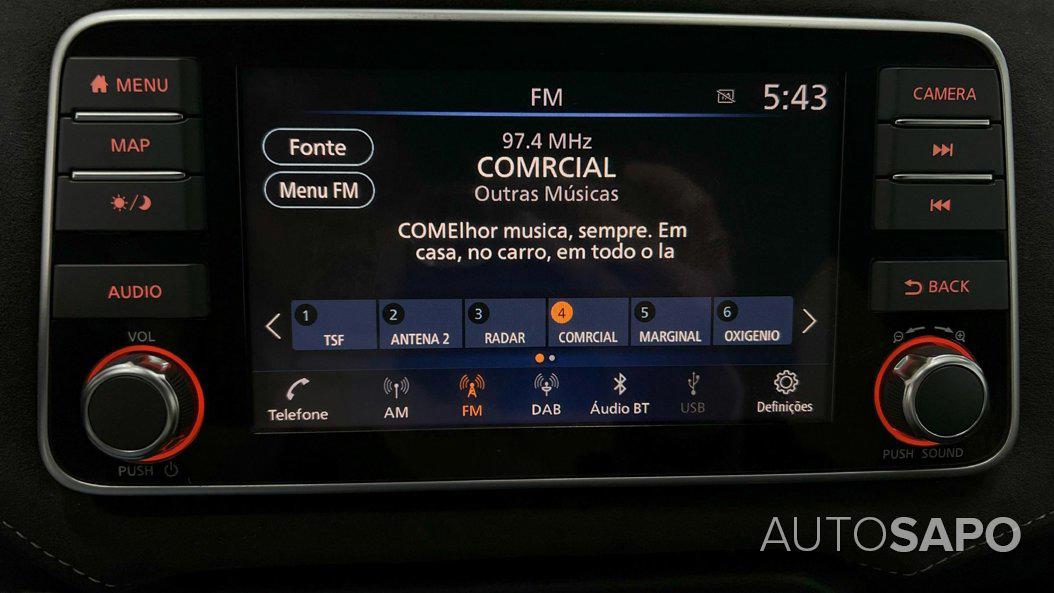 MENU
MAP
AUDIO
VOL
PUSH
FM
5:43
Fonte
Menu FM
97.4 MHz
COMRCIAL
Outras Músicas
COMElhor musica, sempre. Em
casa, no carro, em todo o la
1 TSF
2 ANTENA 2
3 RADAR
4 COMRCIAL
5 MARGINAL
6 OXIGENIO
Telefone
AM
FM
DAB
Áudio BT
USB
Definições
CAMERA
BACK
PUSH SOUND
AUTOSAPO